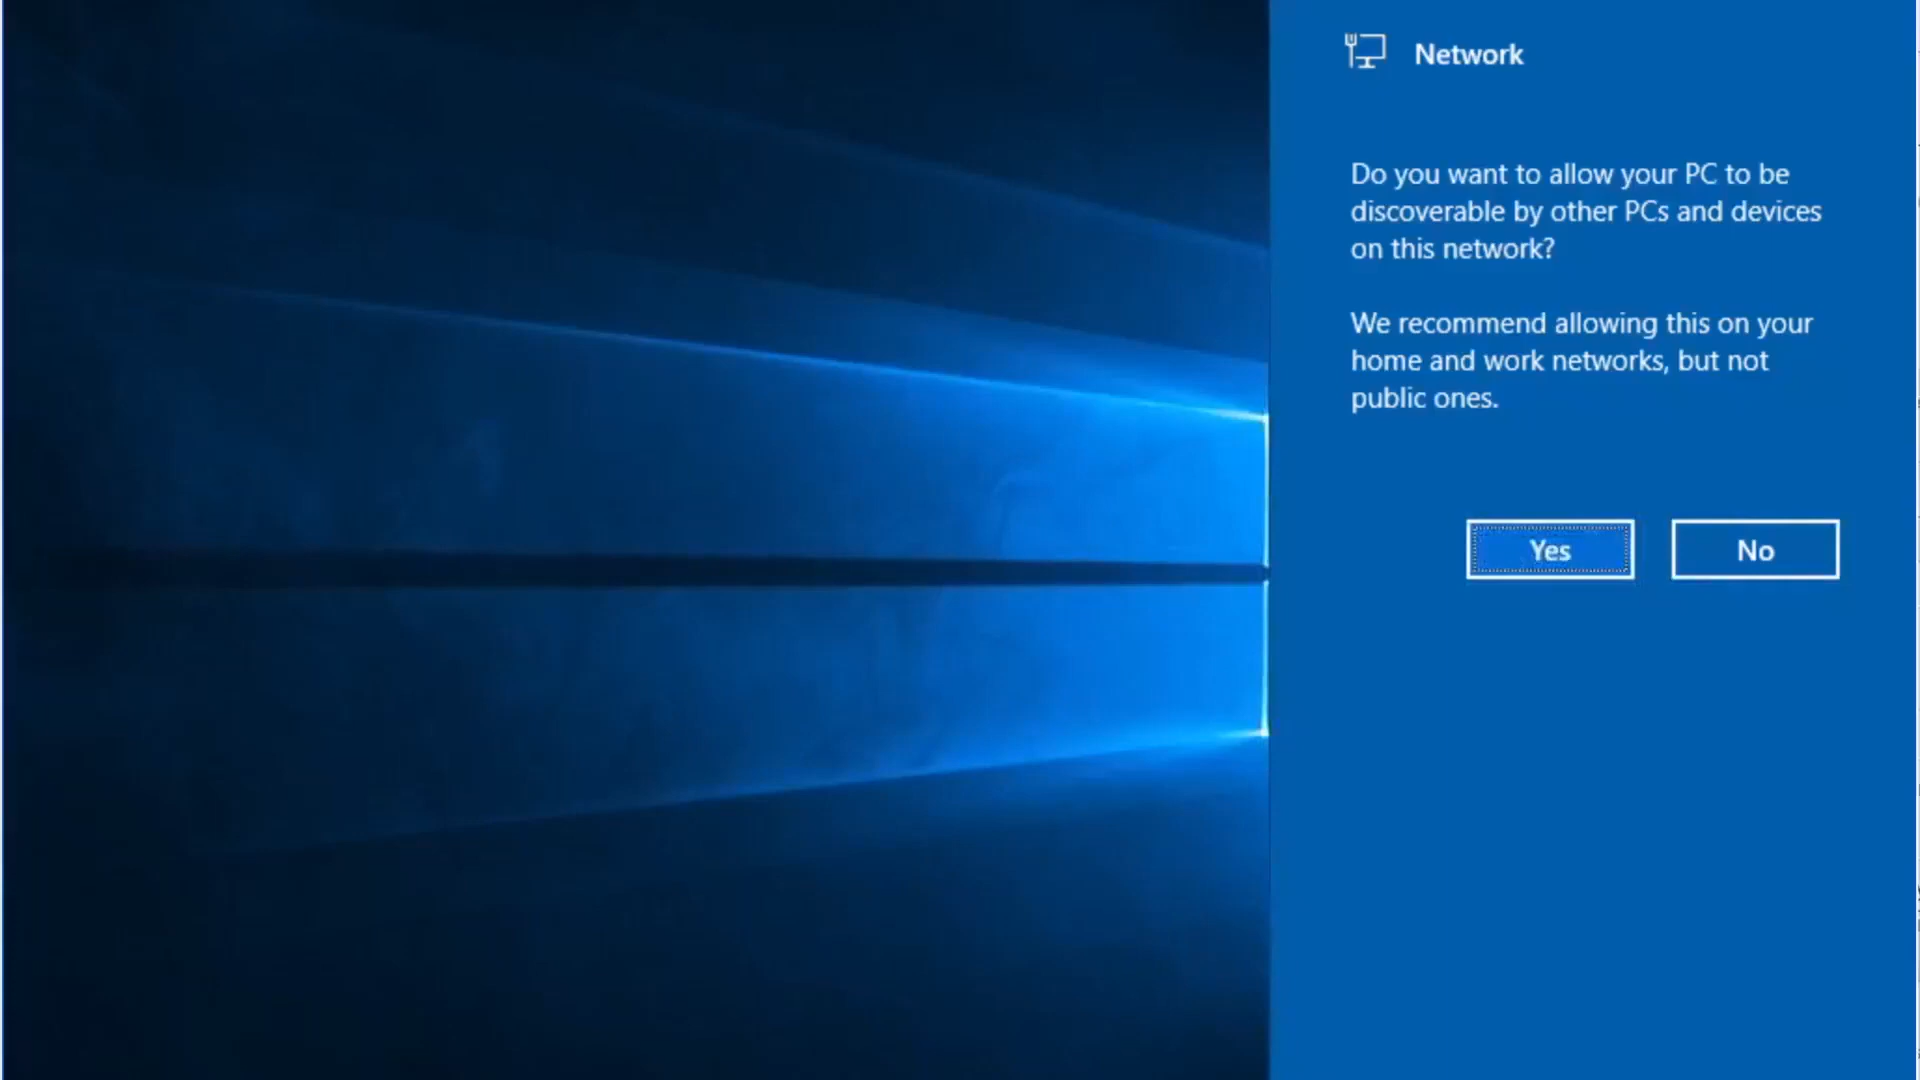 Network
Do you want to allow your PC to be
discoverable by other PCs and devices
on this network?
We recommend allowing this on your
home and work networks, but not
public ones.
Yes
No